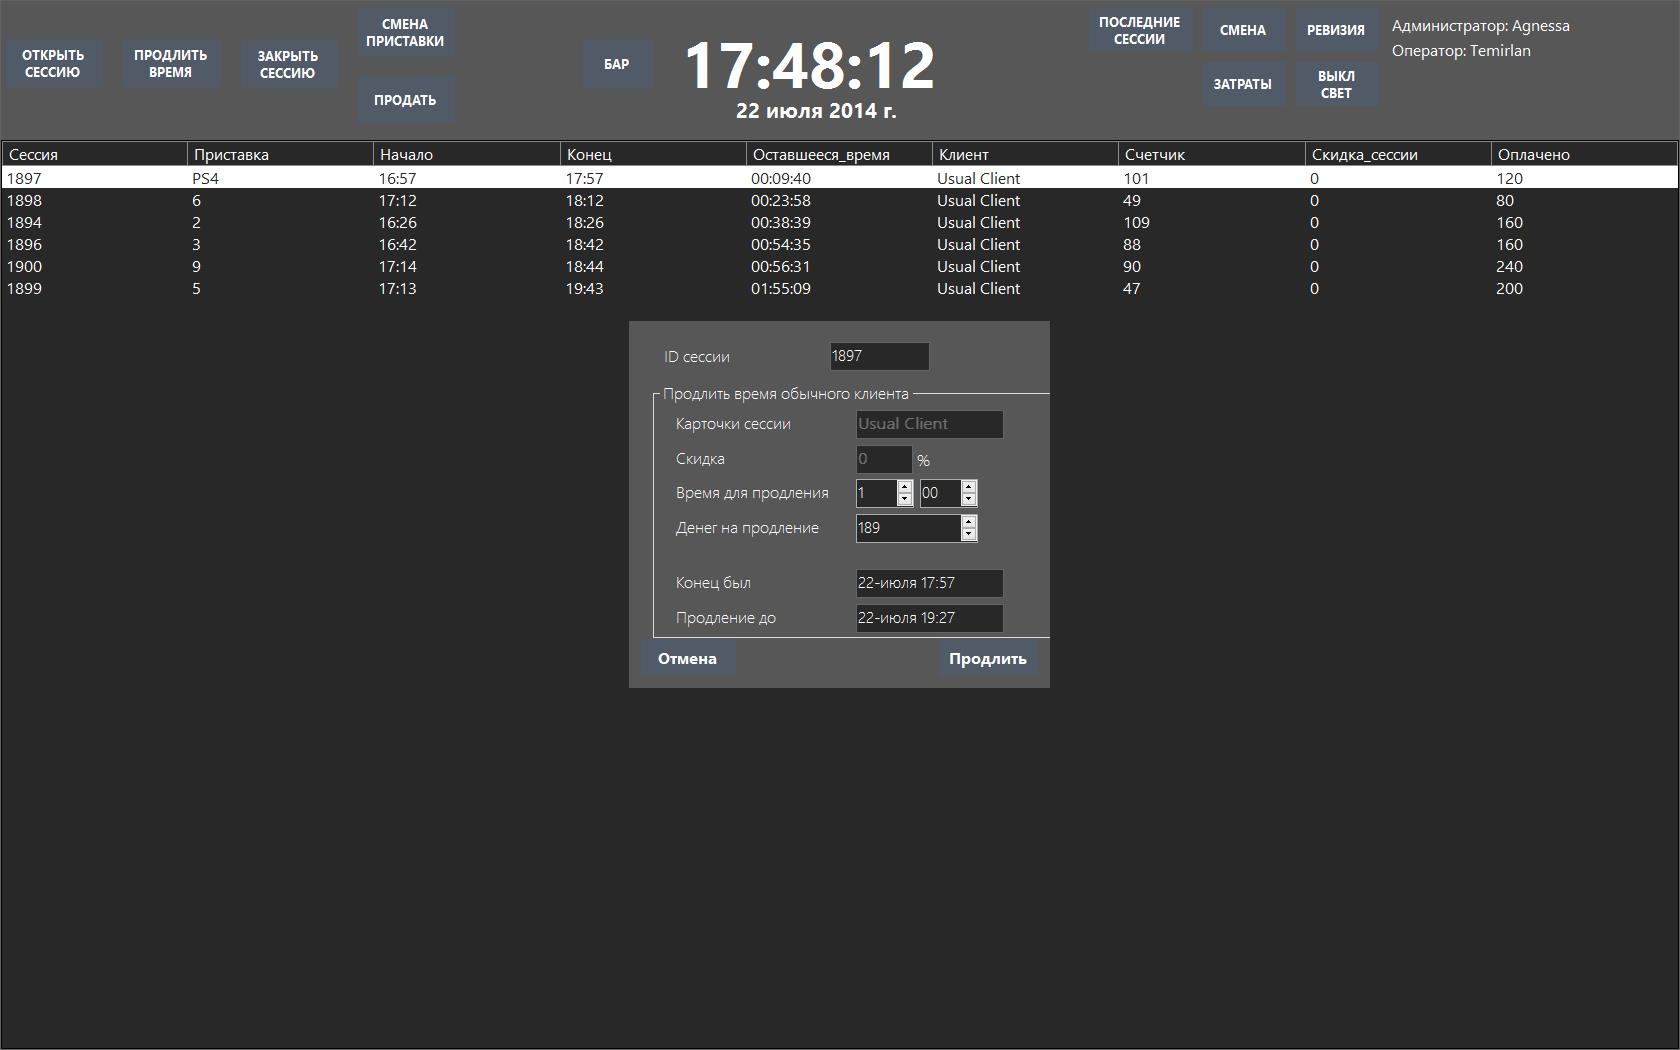 ОТКРЫТЬ
СЕССИЮ
ПРОДЛИТЬ
ВРЕМЯ
ЗАКРЫТЬ
СЕССИЮ
СМЕНА
ПРИСТАВКИ
ПРОДАТЬ
БАР
17:48:12
22 июля 2014 г.
ПОСЛЕДНИЕ
СЕССИИ
СМЕНА
РЕВИЗИЯ
ЗАТРАТЫ
ВЫКЛ
СВЕТ
Администратор: Agnessa
Оператор: Temirlan
Сессия Приставка Начало Конец Оставшееся_время Клиент Счетчик Скидка_сессии Оплачено
1897 PS4 16:57 17:57 00:09:40 Usual Client 101 0 120
1898 6 17:12 18:12 00:23:58 Usual Client 49 0 80
1894 2 16:26 18:26 00:38:39 Usual Client 109 0 160
1896 3 16:42 18:42 00:54:35 Usual Client 88 0 160
1900 9 17:14 18:44 00:56:31 Usual Client 90 0 240
1899 5 17:13 19:43 01:55:09 Usual Client 47 0 200
ID сессии 1897
Продлить время обычного клиента
Карточки сессии Usual Client
Скидка 0 %
Время для продления 1 00
Денег на продление 189
Конец был 22-июля 17:57
Продление до 22-июля 19:27
Отмена Продлить